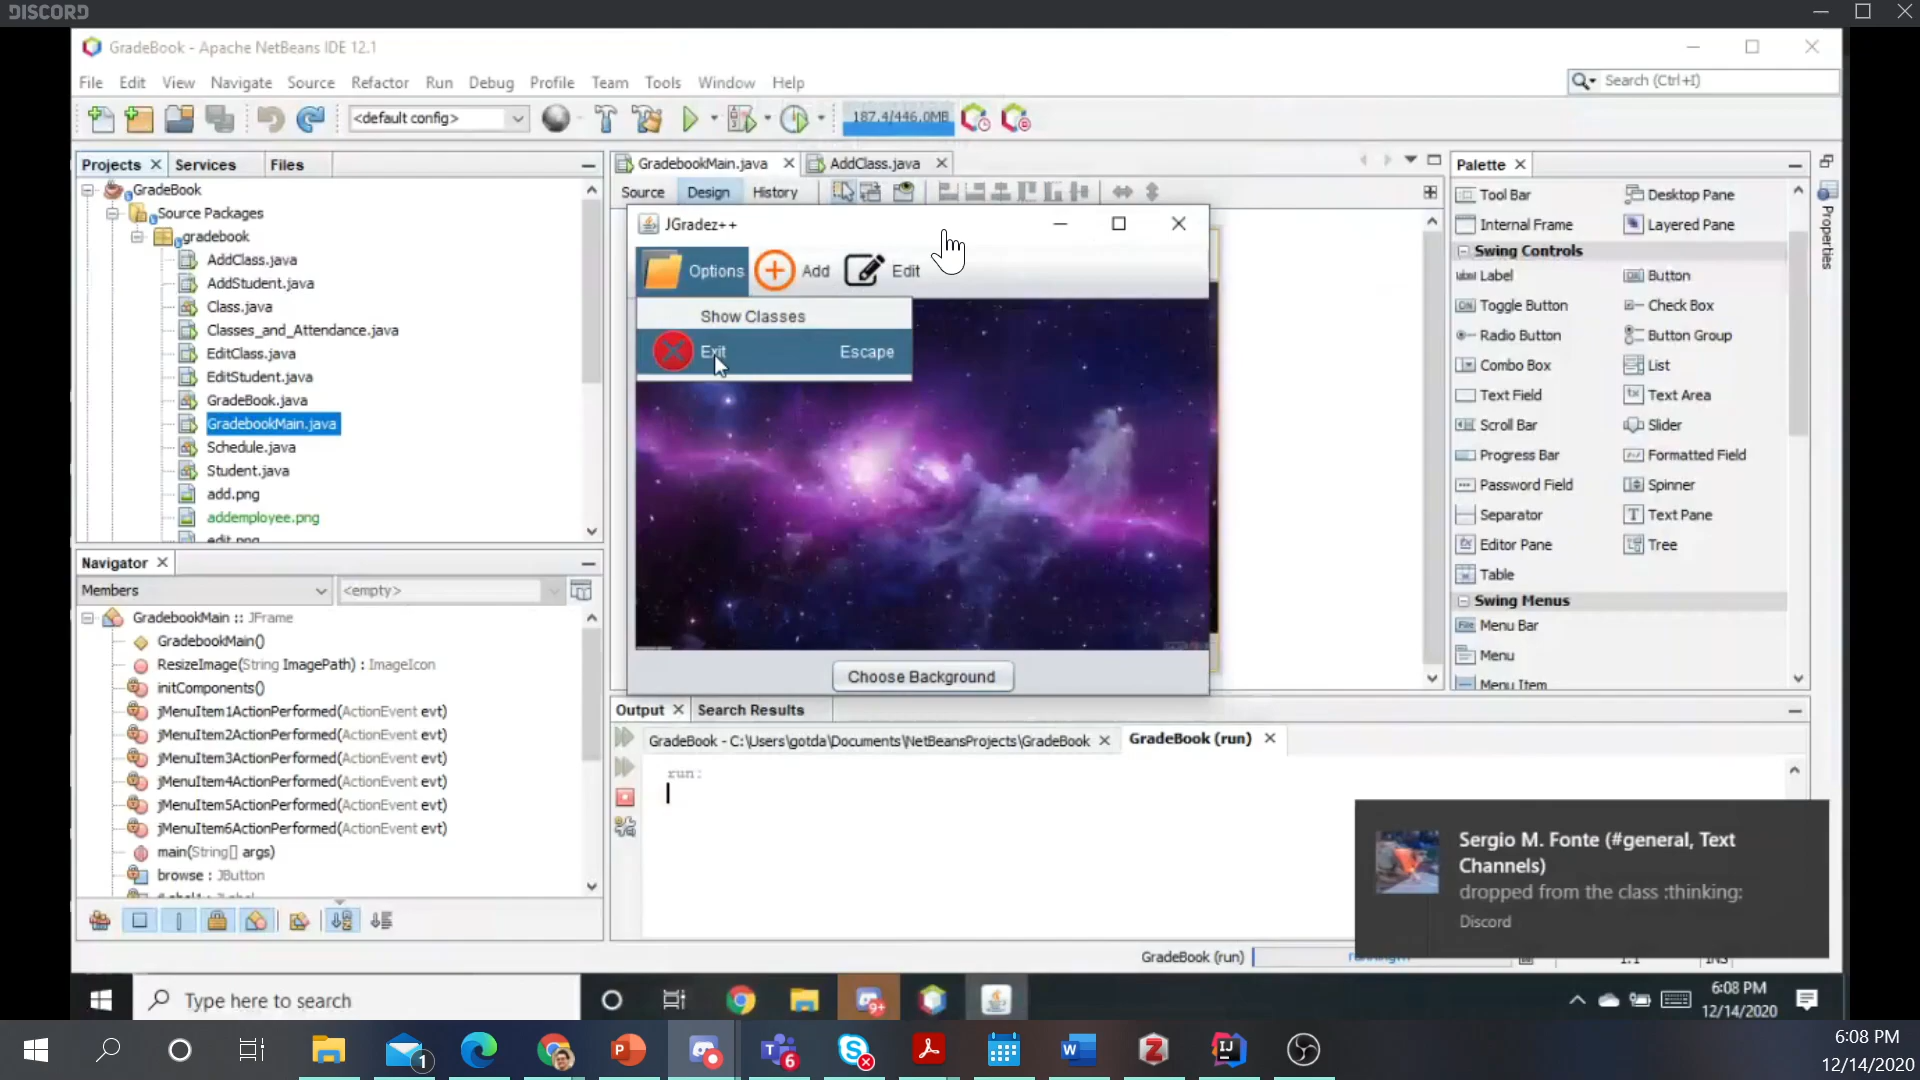 DISCORD
GradeBook - Apache NetBeans IDE 12.1
File Edit View Navigate Source Refactor Run Debug Profile Team Tools Window Help
Search (Ctrl+I)
<default config>
187.4/446.0MB
Projects Services Files
GradeBook
Source Packages
gradebook
AddClass.java
AddStudent.java
Class.java
Classes_and_Attendance.java
EditClass.java
EditStudent.java
GradeBook.java
GradebookMain.java
Schedule.java
Student.java
add.png
addemployee.png
edit.png
Navigator
Members
<empty>
GradebookMain :: JFrame
GradebookMain()
ResizeImage(String ImagePath) : ImageIcon
initComponents()
jMenuItem1ActionPerformed(ActionEvent evt)
jMenuItem2ActionPerformed(ActionEvent evt)
jMenuItem3ActionPerformed(ActionEvent evt)
jMenuItem4ActionPerformed(ActionEvent evt)
jMenuItem5ActionPerformed(ActionEvent evt)
jMenuItem6ActionPerformed(ActionEvent evt)
main(String[] args)
browse : JButton
GradebookMain.java AddClass.java
Source Design History
JGradez++
Options Add Edit
Show Classes
Exit Escape
Choose Background
Output Search Results
GradeBook - C:\Users\gotda\Documents\NetBeansProjects\GradeBook
GradeBook (run)
run:
Palette
Tool Bar Desktop Pane
Internal Frame Layered Pane
Swing Controls
Label Button
Toggle Button Check Box
Radio Button Button Group
Combo Box List
Text Field Text Area
Scroll Bar Slider
Progress Bar Formatted Field
Password Field Spinner
Separator Text Pane
Editor Pane Tree
Table
Swing Menus
Menu Bar
Menu
Menu Item
Properties
Sergio M. Fonte (#general, Text
Channels)
dropped from the class :thinking:
Discord
GradeBook (run)
1:1 INS
Type here to search
9+
6:08 PM
12/14/2020
1
6
6:08 PM
12/14/2020